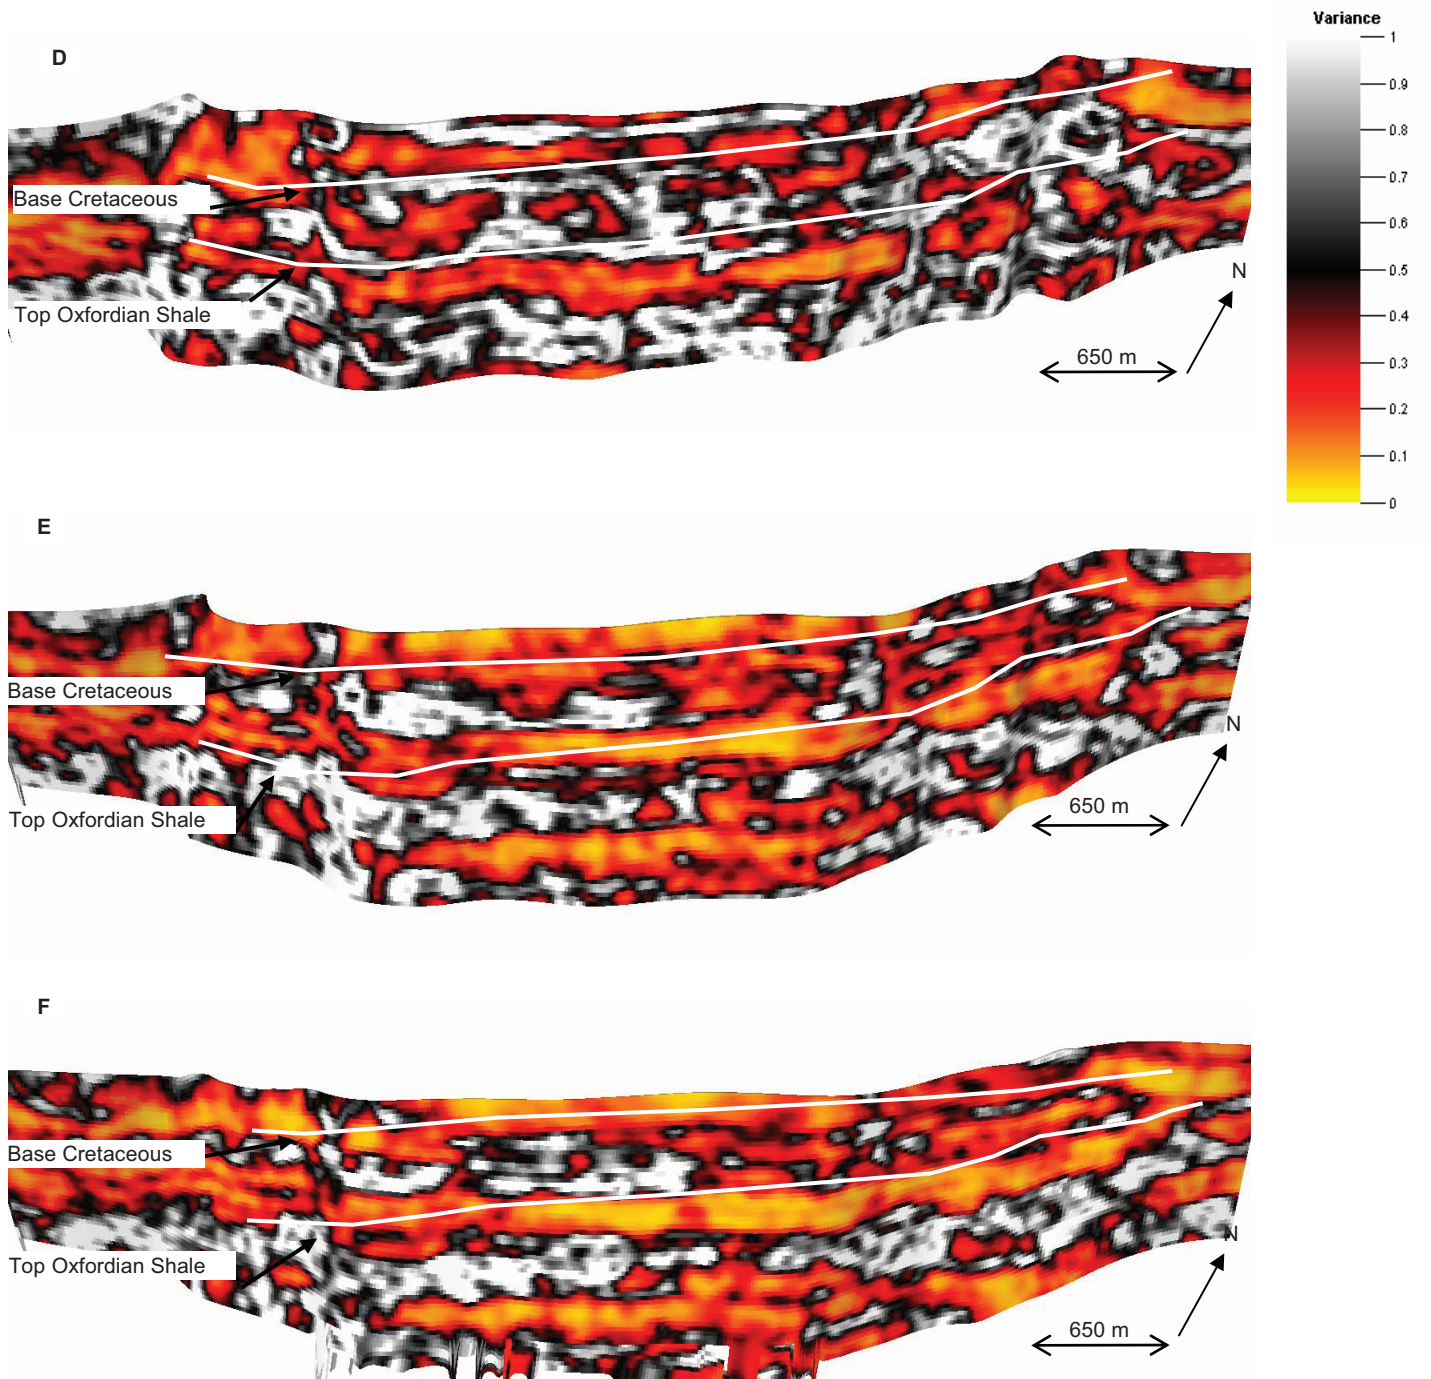 Variance
1
0.9
0.8
0.7
0.6
0.5
0.4
0.3
0.2
0.1
0
D
Base Cretaceous
Top Oxfordian Shale
N
650 m
E
Base Cretaceous
Top Oxfordian Shale
N
650 m
F
Base Cretaceous
Top Oxfordian Shale
N
650 m